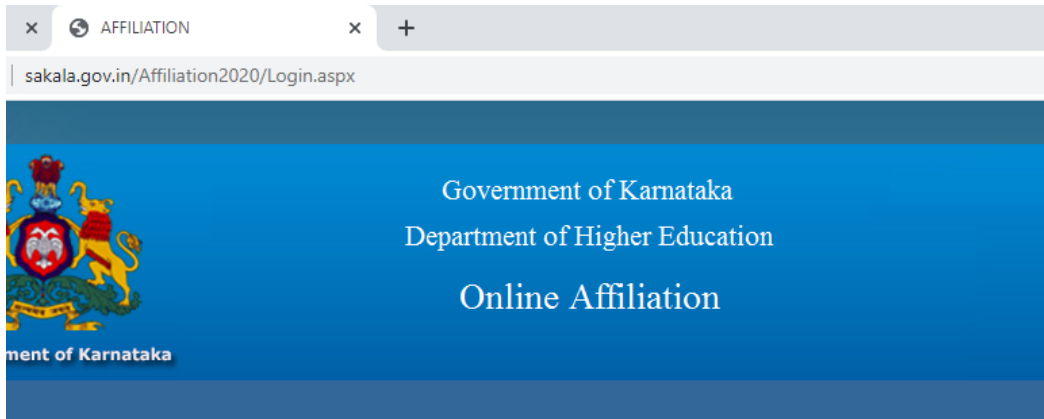 AFFILIATION
sakala.gov.in/Affiliation2020/Login.aspx
Government of Karnataka
Department of Higher Education
Online Affiliation
ment of Karnataka